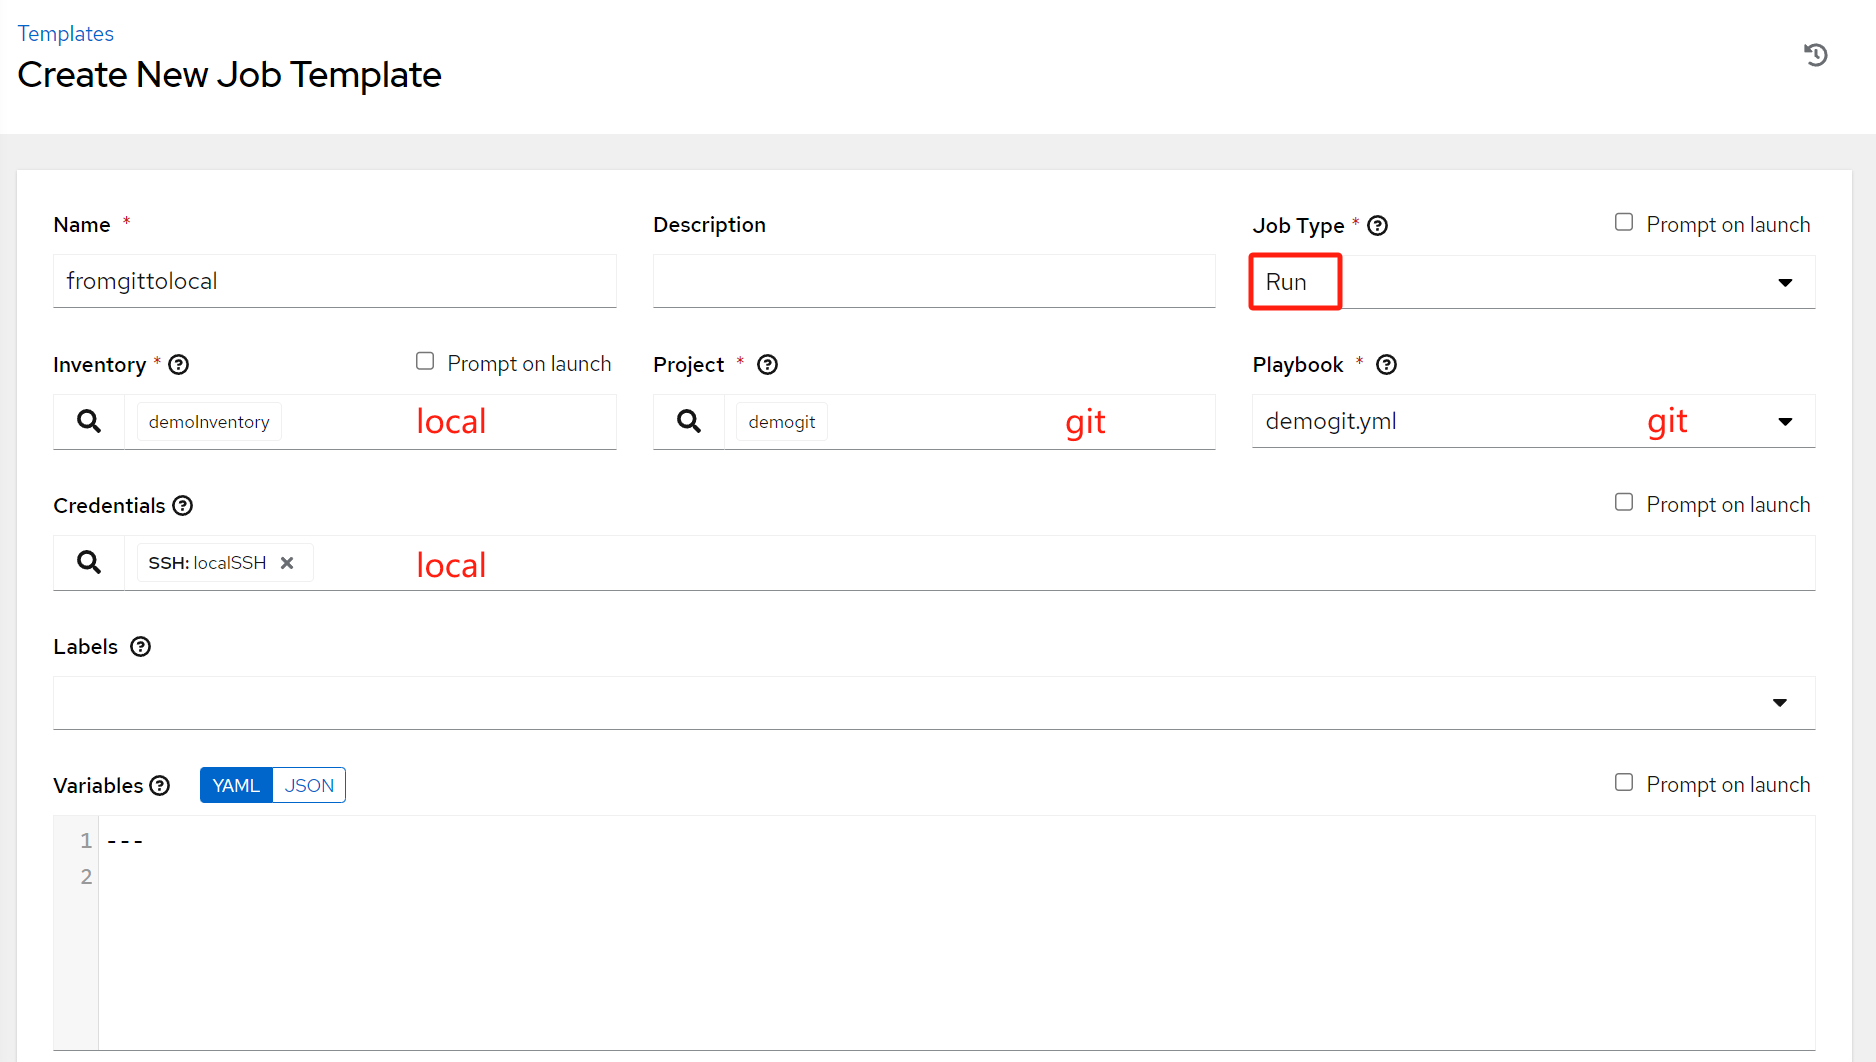 Templates
Create New Job Template
Name *
Description
Job Type * Prompt on launch
fromgittolocal
Run
Inventory * Prompt on launch
Project *
Playbook *
demoInventory local
demogit git
demogit.yml git
Credentials Prompt on launch
SSH: localSSH local
Labels
Variables YAML JSON Prompt on launch
1 ---
2